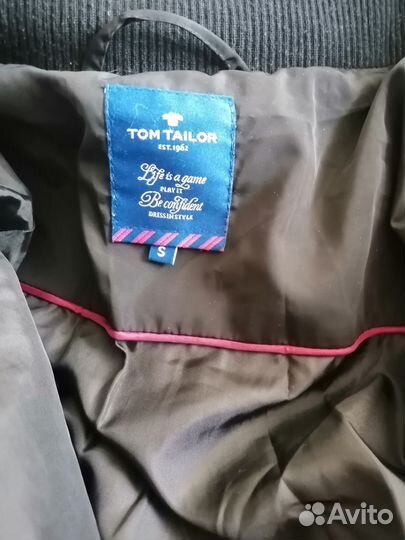 TOM TAILOR
EST. 1962
Life is a game
PLAY IT
Be confident
DRESS IN STYLE
S
Avito